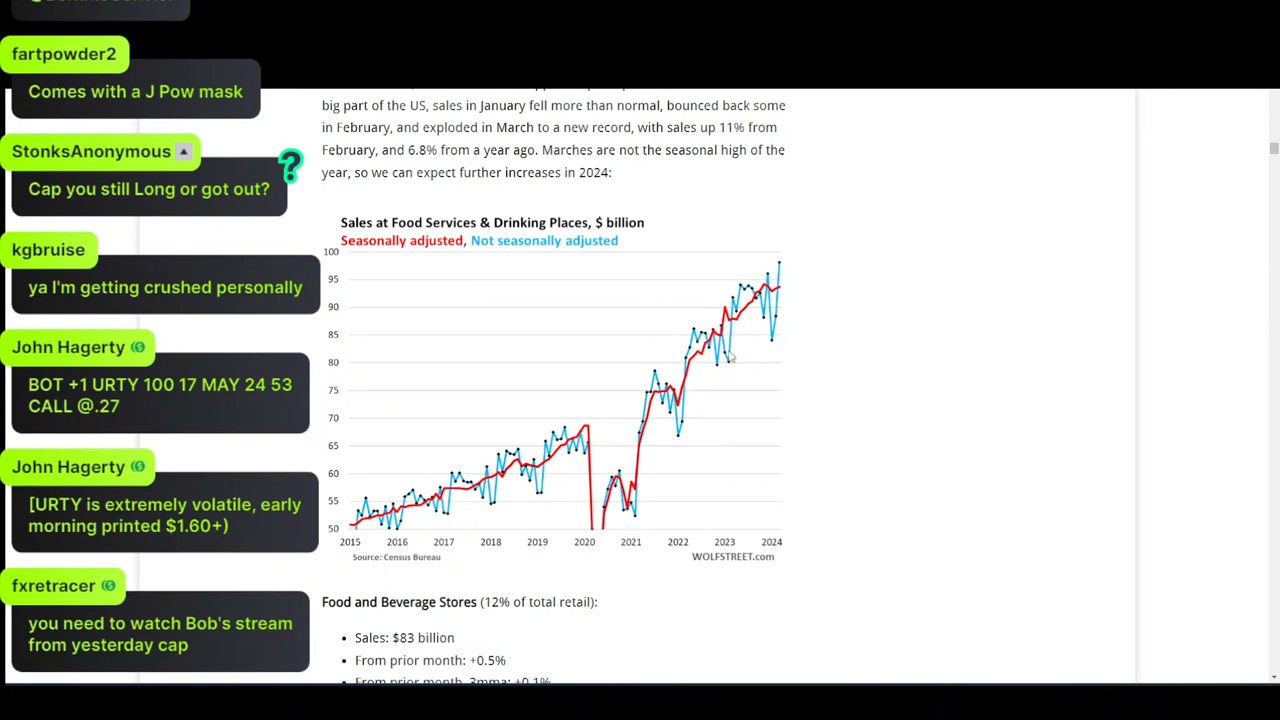 fartpowder2
Comes with a J Pow mask
StonksAnonymous
Cap you still Long or got out?
kgbruise
ya I'm getting crushed personally
John Hagerty
BOT +1 URTY 100 17 MAY 24 53
CALL @.27
John Hagerty
[URTY is extremely volatile, early
morning printed $1.60+)
fxretracer
you need to watch Bob's stream
from yesterday cap
big part of the US, sales in January fell more than normal, bounced back some
in February, and exploded in March to a new record, with sales up 11% from
February, and 6.8% from a year ago. Marches are not the seasonal high of the
year, so we can expect further increases in 2024:
Sales at Food Services & Drinking Places, $ billion
Seasonally adjusted, Not seasonally adjusted
100
95
90
85
80
75
70
65
60
55
50
2015 2016 2017 2018 2019 2020 2021 2022 2023 2024
Source: Census Bureau
WOLFSTREET.com
Food and Beverage Stores (12% of total retail):
• Sales: $83 billion
• From prior month: +0.5%
• From prior month, 3mma: +0.1%